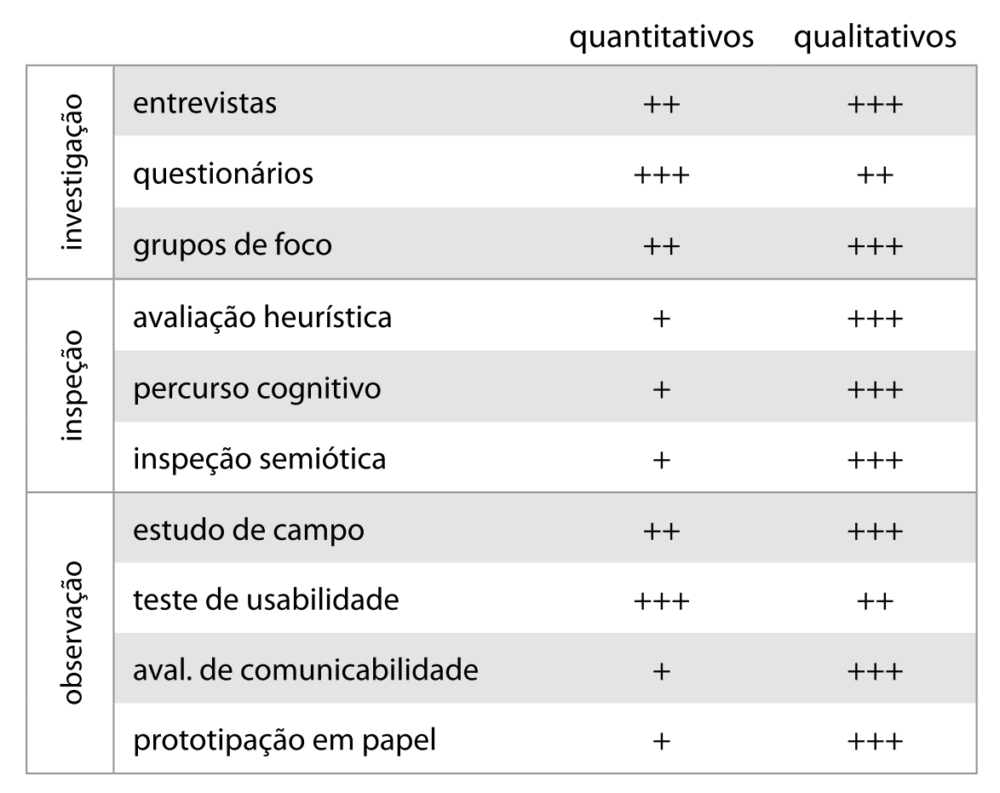 quantitativos qualitativos
investigação
entrevistas ++ +++
questionários +++ ++
grupos de foco ++ +++
inspeção
avaliação heurística + +++
percurso cognitivo + +++
inspeção semiótica + +++
observação
estudo de campo ++ +++
teste de usabilidade +++ ++
aval. de comunicabilidade + +++
prototipação em papel + +++